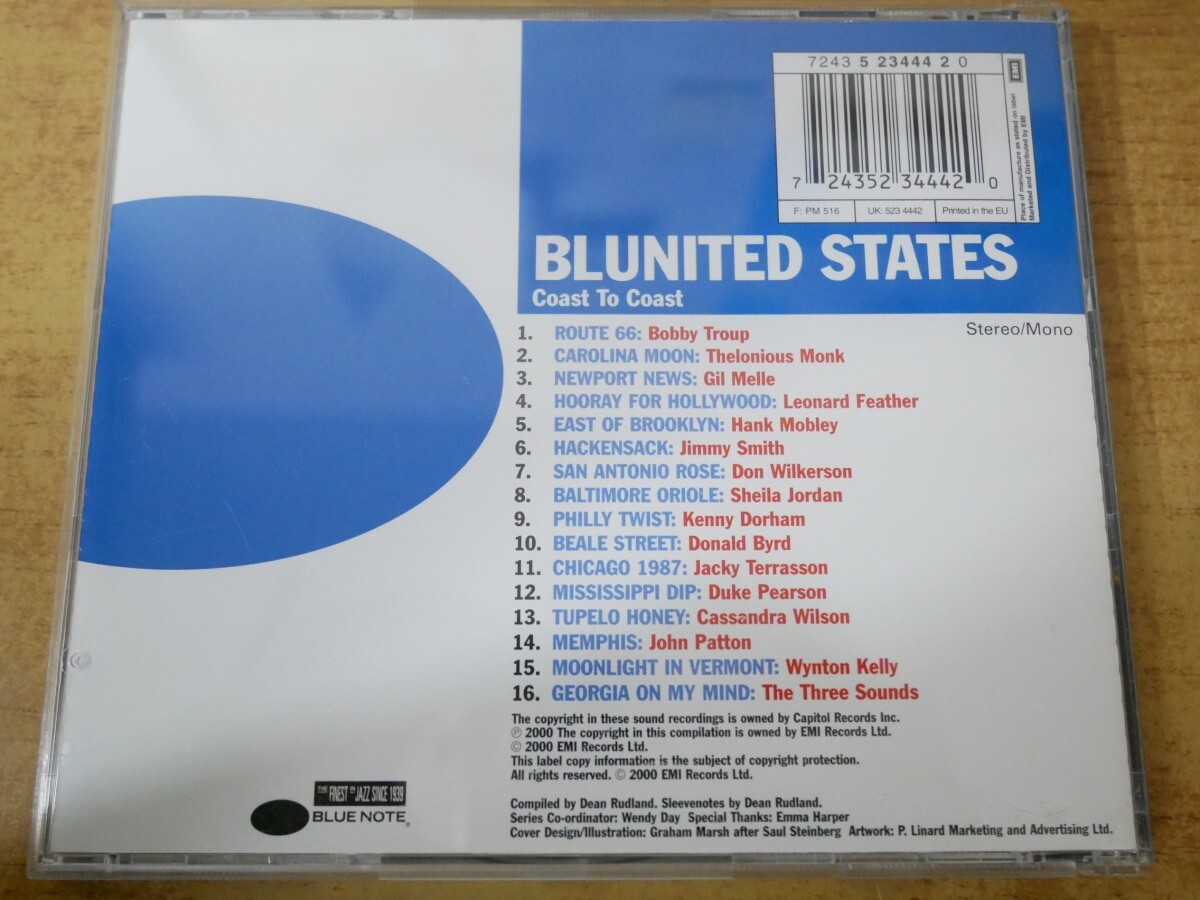 7243 5 23444 2 0
EMI
Place of manufacture as stated on label
Marketed and Distributed by EMI.
7 24352 34442 0
F: PM 516 UK: 523 4442 Printed in the EU
BLUNITED STATES
Coast To Coast
Stereo/Mono
1. ROUTE 66: Bobby Troup
2. CAROLINA MOON: Thelonious Monk
3. NEWPORT NEWS: Gil Melle
4. HOORAY FOR HOLLYWOOD: Leonard Feather
5. EAST OF BROOKLYN: Hank Mobley
6. HACKENSACK: Jimmy Smith
7. SAN ANTONIO ROSE: Don Wilkerson
8. BALTIMORE ORIOLE: Sheila Jordan
9. PHILLY TWIST: Kenny Dorham
10. BEALE STREET: Donald Byrd
11. CHICAGO 1987: Jacky Terrasson
12. MISSISSIPPI DIP: Duke Pearson
13. TUPELO HONEY: Cassandra Wilson
14. MEMPHIS: John Patton
15. MOONLIGHT IN VERMONT: Wynton Kelly
16. GEORGIA ON MY MIND: The Three Sounds
The copyright in these sound recordings is owned by Capitol Records Inc.
℗ 2000 The copyright in this compilation is owned by EMI Records Ltd.
© 2000 EMI Records Ltd.
This label copy information is the subject of copyright protection.
All rights reserved. © 2000 EMI Records Ltd.
THE FINEST IN JAZZ SINCE 1939
BLUE NOTE®
Compiled by Dean Rudland. Sleevenotes by Dean Rudland.
Series Co-ordinator: Wendy Day Special Thanks: Emma Harper
Cover Design/Illustration: Graham Marsh after Saul Steinberg Artwork: P. Linard Marketing and Advertising Ltd.